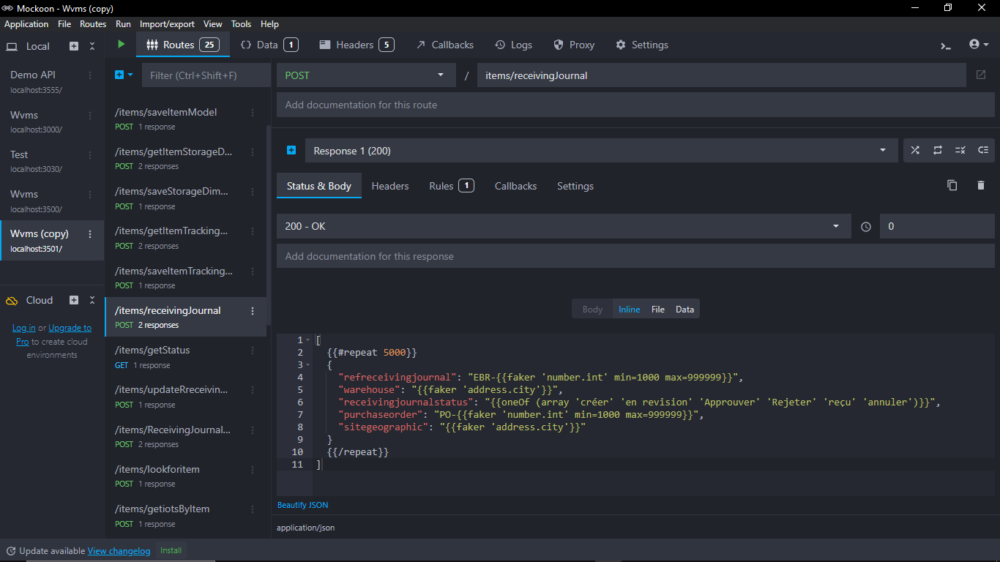 Mockoon - Wvms (copy)
Application File Routes Run Import/export View Tools Help
Local
Demo API
localhost:3555/
Wvms
localhost:3000/
Test
localhost:3030/
Wvms
localhost:3500/
Wvms (copy)
localhost:3501/
Cloud
Log in or Upgrade to
Pro to create cloud
environments
Routes 25 Data 1 Headers 5 Callbacks Logs Proxy Settings
Filter (Ctrl+Shift+F)
/items/saveItemModel
POST 1 response
/items/getItemStorageD...
POST 2 responses
/items/saveStorageDim...
POST 1 response
/items/getItemTracking...
POST 2 responses
/items/saveItemTracking...
POST 1 response
/items/receivingJournal
POST 2 responses
/items/getStatus
GET 1 response
/items/updateRreceivin...
POST 1 response
/items/ReceivingJournal...
POST 2 responses
/items/lookforitem
POST 1 response
/items/getiotsByItem
POST 1 response
POST / items/receivingJournal
Add documentation for this route
Response 1 (200)
Status & Body Headers Rules 1 Callbacks Settings
200 - OK 0
Add documentation for this response
Body Inline File Data
1 [
2 {{#repeat 5000}}
3 {
4 "refreceivingjournal": "EBR-{{faker 'number.int' min=1000 max=999999}}",
5 "warehouse": "{{faker 'address.city'}}",
6 "receivingjournalstatus": "{{oneOf (array 'créer' 'en revision' 'Approuver' 'Rejeter' 'reçu' 'annuler')}}",
7 "purchaseorder": "PO-{{faker 'number.int' min=1000 max=999999}}",
8 "sitegeographic": "{{faker 'address.city'}}"
9 }
10 {{/repeat}}
11 ]
Beautify JSON
application/json
Update available View changelog Install